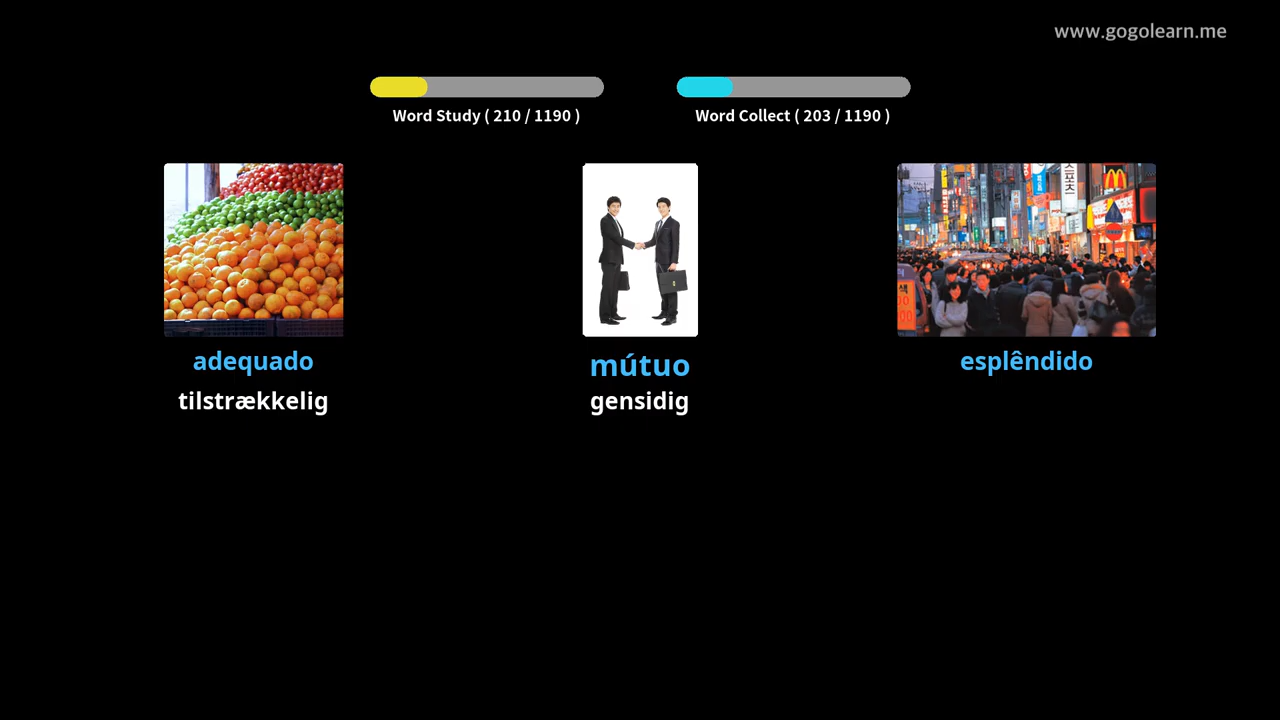 www.gogolearn.me
Word Study ( 210 / 1190 )
Word Collect ( 203 / 1190 )
adequado
tilstrækkelig
mútuo
gensidig
esplêndido